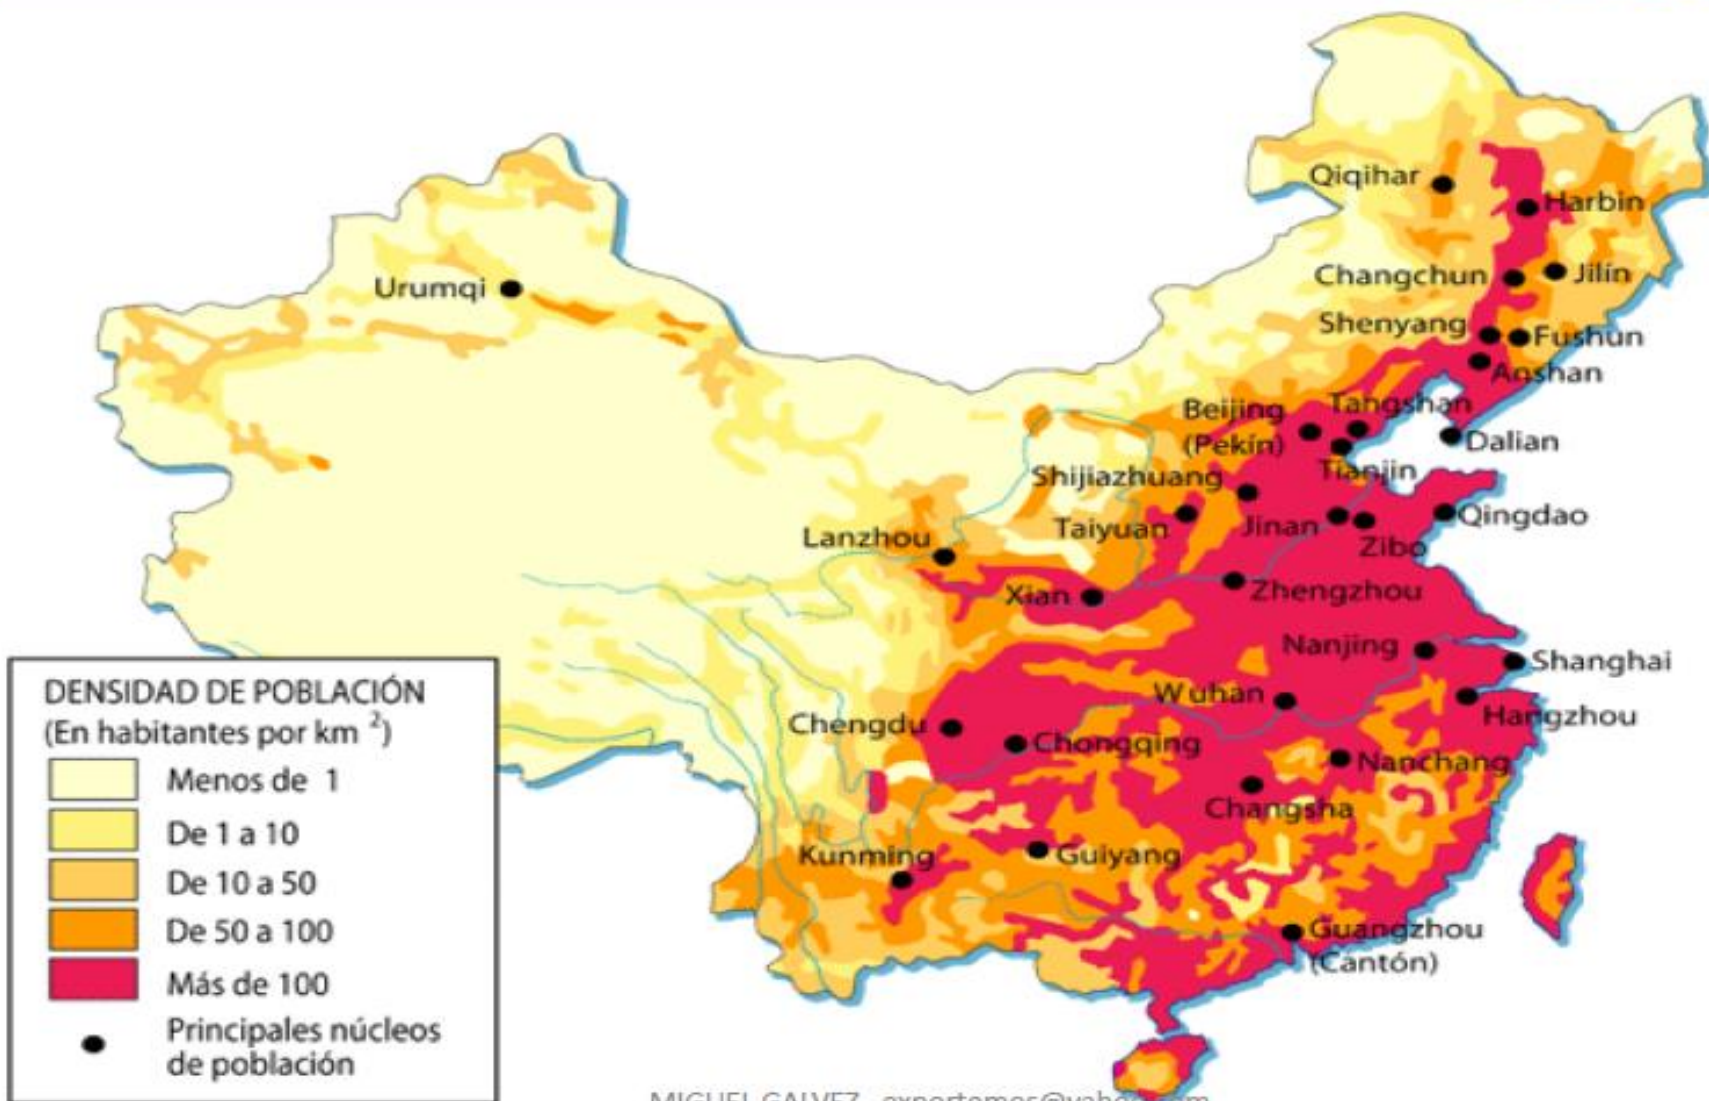 Qiqihar
Harbin
Urumqi
Changchun
Jilín
Shenyang
Fushun
Anshan
Beijing
(Pekín)
Tangshan
Dalian
Tianjin
Shijiazhuang
Taiyuan
Jinan
Qingdao
Zibo
Lanzhou
Xian
Zhengzhou
Nanjing
Shanghai
Wuhan
Hangzhou
Chengdu
Chongqing
Nanchang
Changsha
Kunming
Guiyang
Guangzhou
(Cantón)
DENSIDAD DE POBLACIÓN
(En habitantes por km ²)
Menos de 1
De 1 a 10
De 10 a 50
De 50 a 100
Más de 100
Principales núcleos
de población
MIGUEL GALVEZ